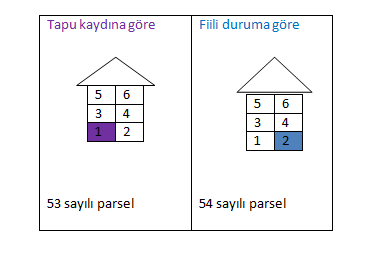 Tapu kaydına göre
5 6
3 4
1 2
53 sayılı parsel
Fiili duruma göre
5 6
3 4
1 2
54 sayılı parsel